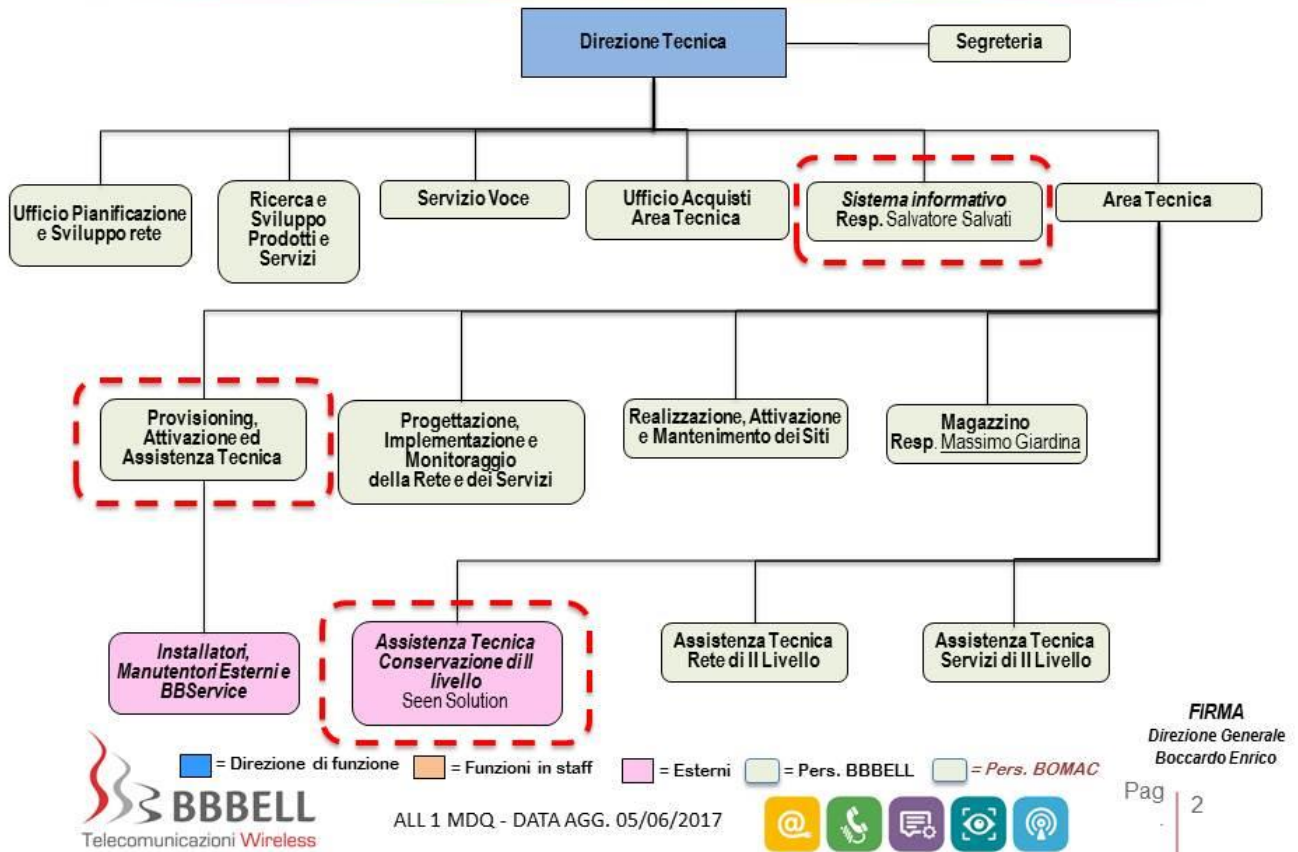 Direzione Tecnica
Segreteria
Ufficio Pianificazione
e Sviluppo rete
Ricerca e
Sviluppo
Prodotti e
Servizi
Servizio Voce
Ufficio Acquisti
Area Tecnica
Sistema informativo
Resp. Salvatore Salvati
Area Tecnica
Provisioning,
Attivazione ed
Assistenza Tecnica
Progettazione,
Implementazione e
Monitoraggio
della Rete e dei Servizi
Realizzazione, Attivazione
e Mantenimento dei Siti
Magazzino
Resp. Massimo Giardina
Installatori,
Manutentori Esterni e
BBService
Assistenza Tecnica
Conservazione di II
livello
Seen Solution
Assistenza Tecnica
Rete di II Livello
Assistenza Tecnica
Servizi di II Livello
FIRMA
Direzione Generale
Boccardo Enrico
= Direzione di funzione
= Funzioni in staff
= Esterni
= Pers. BBBELL
= Pers. BOMAC
BBBELL
Telecomunicazioni Wireless
ALL 1 MDQ - DATA AGG. 05/06/2017
@
Pag
.
2